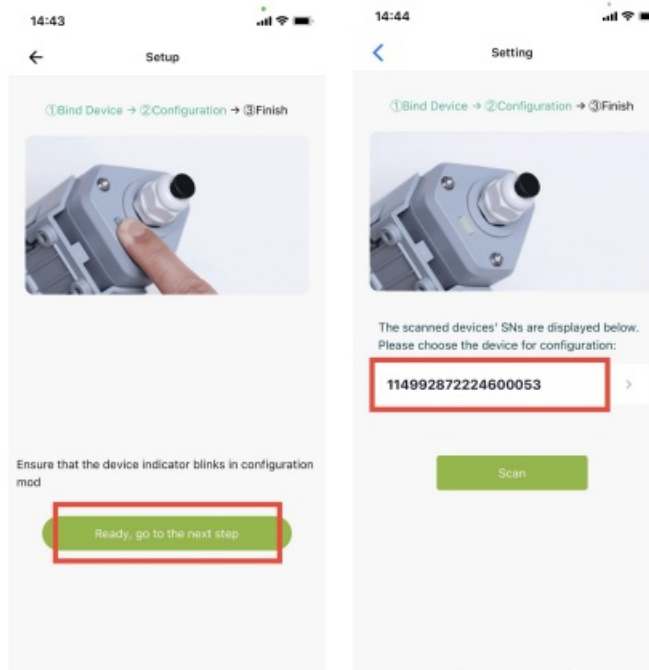 14:43
Setup
①Bind Device → ②Configuration → ③Finish
Ensure that the device indicator blinks in configuration
mod
Ready, go to the next step
14:44
Setting
①Bind Device → ②Configuration → ③Finish
The scanned devices' SNs are displayed below.
Please choose the device for configuration:
114992872224600053
Scan